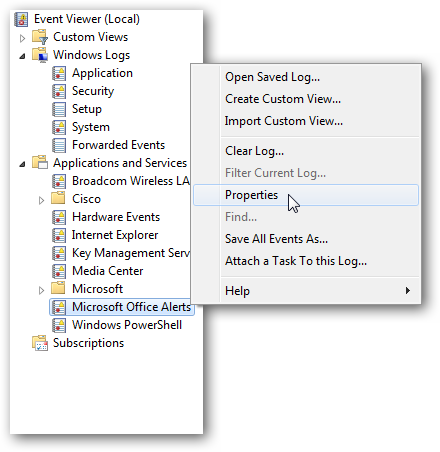 Event Viewer (Local)
Custom Views
Windows Logs
Application
Security
Setup
System
Forwarded Events
Applications and Services
Broadcom Wireless LA
Cisco
Hardware Events
Internet Explorer
Key Management Serv
Media Center
Microsoft
Microsoft Office Alerts
Windows PowerShell
Subscriptions
Open Saved Log...
Create Custom View...
Import Custom View...
Clear Log...
Filter Current Log...
Properties
Find...
Save All Events As...
Attach a Task To this Log...
Help